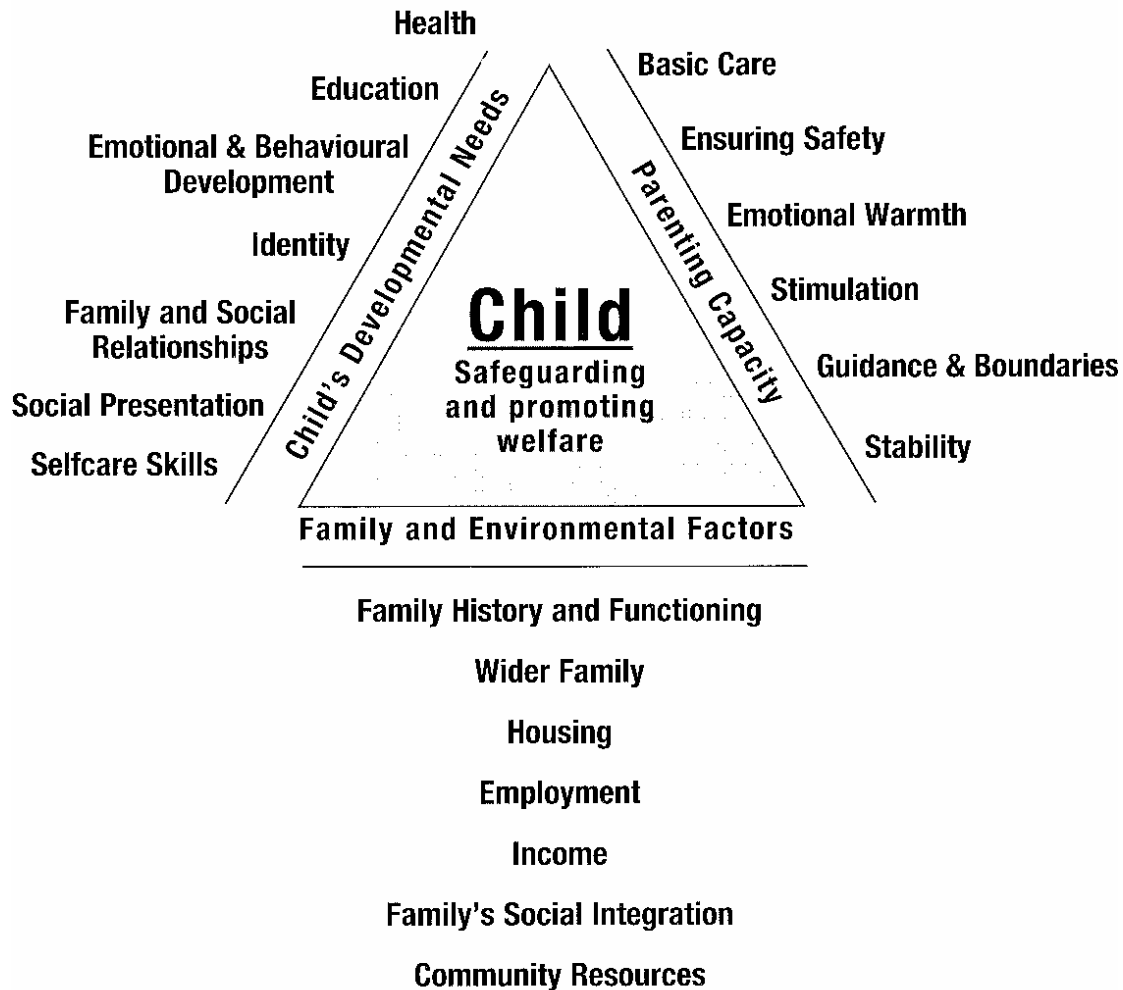 Health
Education
Emotional & Behavioural
Development
Identity
Family and Social
Relationships
Social Presentation
Selfcare Skills
Child's Developmental Needs
Basic Care
Ensuring Safety
Emotional Warmth
Stimulation
Guidance & Boundaries
Stability
Parenting Capacity
Child
Safeguarding
and promoting
welfare
Family and Environmental Factors
Family History and Functioning
Wider Family
Housing
Employment
Income
Family's Social Integration
Community Resources